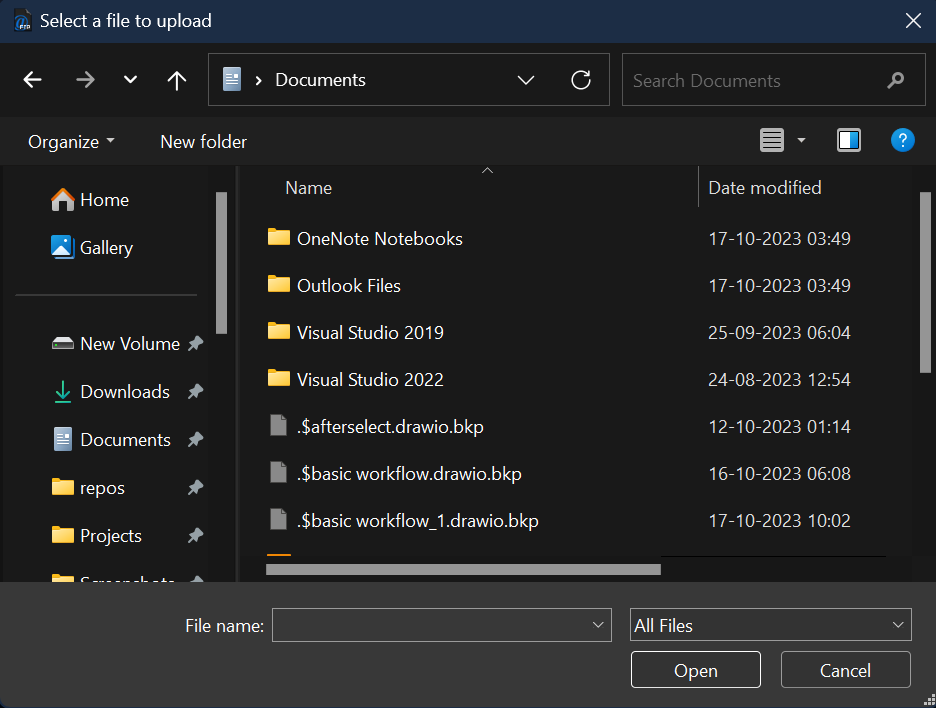 Select a file to upload
Documents
Search Documents
Organize New folder
Home
Gallery
New Volume
Downloads
Documents
repos
Projects
Screenshots
Name Date modified
OneNote Notebooks 17-10-2023 03:49
Outlook Files 17-10-2023 03:49
Visual Studio 2019 25-09-2023 06:04
Visual Studio 2022 24-08-2023 12:54
.$afterselect.drawio.bkp 12-10-2023 01:14
.$basic workflow.drawio.bkp 16-10-2023 06:08
.$basic workflow_1.drawio.bkp 17-10-2023 10:02
File name: All Files
Open Cancel